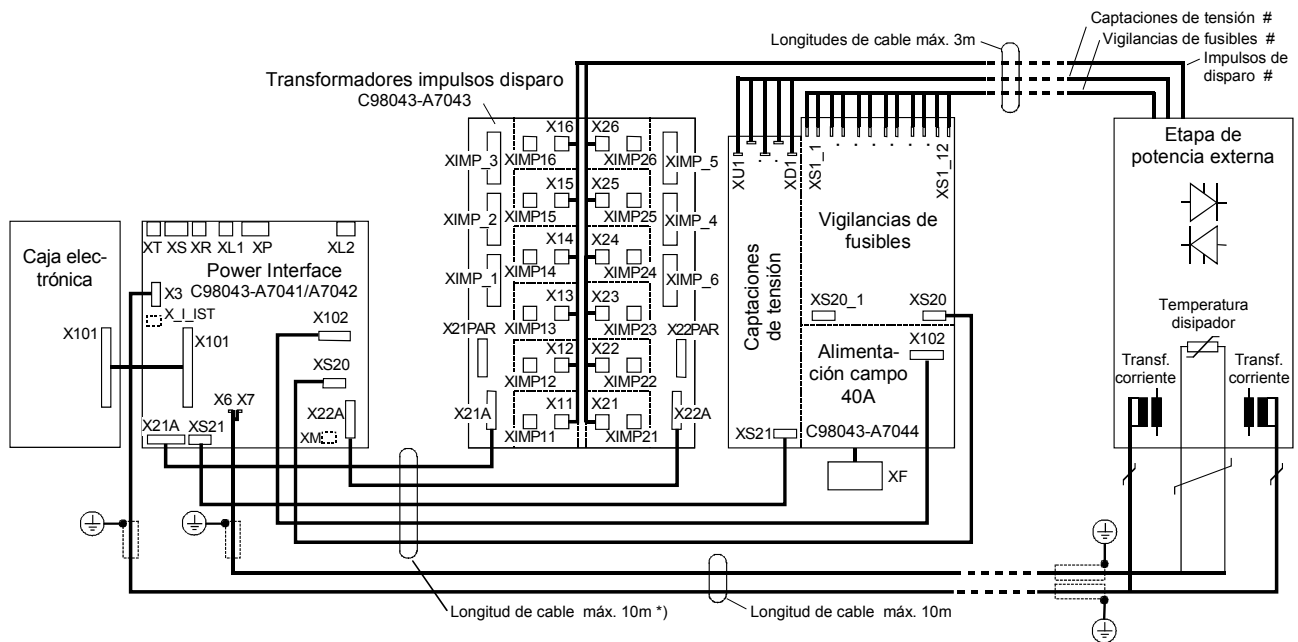 Captaciones de tensión #
Vigilancias de fusibles #
Impulsos de
disparo #
Longitudes de cable máx. 3m
Transformadores impulsos disparo
C98043-A7043
Caja elec-
trónica
X101
XT XS XR XL1 XP XL2
Power Interface
C98043-A7041/A7042
X3
X_I_IST
X101
X102
XS20
X6 X7
X22A
XM
X21A XS21
XIMP_3
XIMP_2
XIMP_1
X21PAR
X21A
X16 X26
XIMP16 XIMP26
X15 X25
XIMP15 XIMP25
X14 X24
XIMP14 XIMP24
X13 X23
XIMP13 XIMP23
X12 X22
XIMP12 XIMP22
X11 X21
XIMP11 XIMP21
XIMP_5
XIMP_4
XIMP_6
X22PAR
X22A
XU1
XD1
Captaciones
de tensión
XS21
XS1_1
XS1_12
Vigilancias de
fusibles
XS20_1
XS20
X102
Alimenta-
ción campo
40A
C98043-A7044
XF
Etapa de
potencia externa
Temperatura
disipador
Transf.
corriente
Transf.
corriente
Longitud de cable máx. 10m *)
Longitud de cable máx. 10m